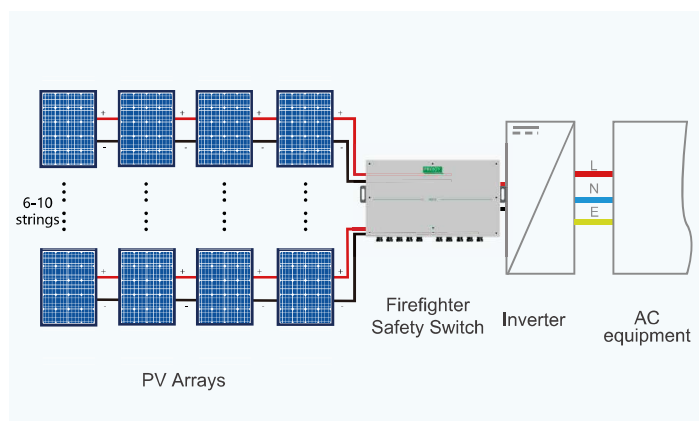 + + + +
- - - -
6-10
strings
L
N
E
+ + + +
- - - -
Firefighter
Safety Switch
Inverter
AC
equipment
PV Arrays